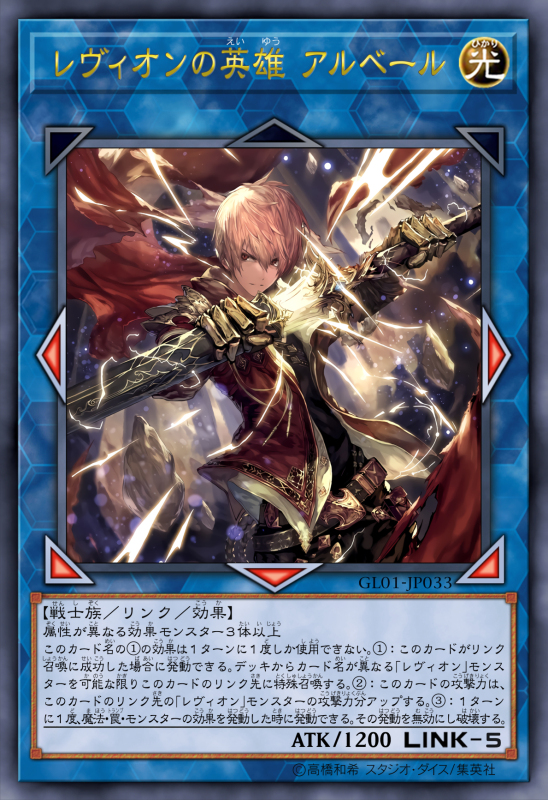 レヴィオンの英雄 アルベール
えい ゆう
光
ひかり
GL01-JP033
【戦士族／リンク／効果】
属性が異なる効果モンスター3体以上
このカード名の①の効果は1ターンに1度しか使用できない。①：このカードがリンク
召喚に成功した場合に発動できる。デッキからカード名が異なる「レヴィオン」モンス
ターを可能な限りこのカードのリンク先に特殊召喚する。②：このカードの攻撃力は、
このカードのリンク先の「レヴィオン」モンスターの攻撃力分アップする。③：1ターン
に1度、魔法・罠・モンスターの効果を発動した時に発動できる。その発動を無効にし破壊する。
ATK/1200 LINK-5
©高橋和希 スタジオ・ダイス/集英社